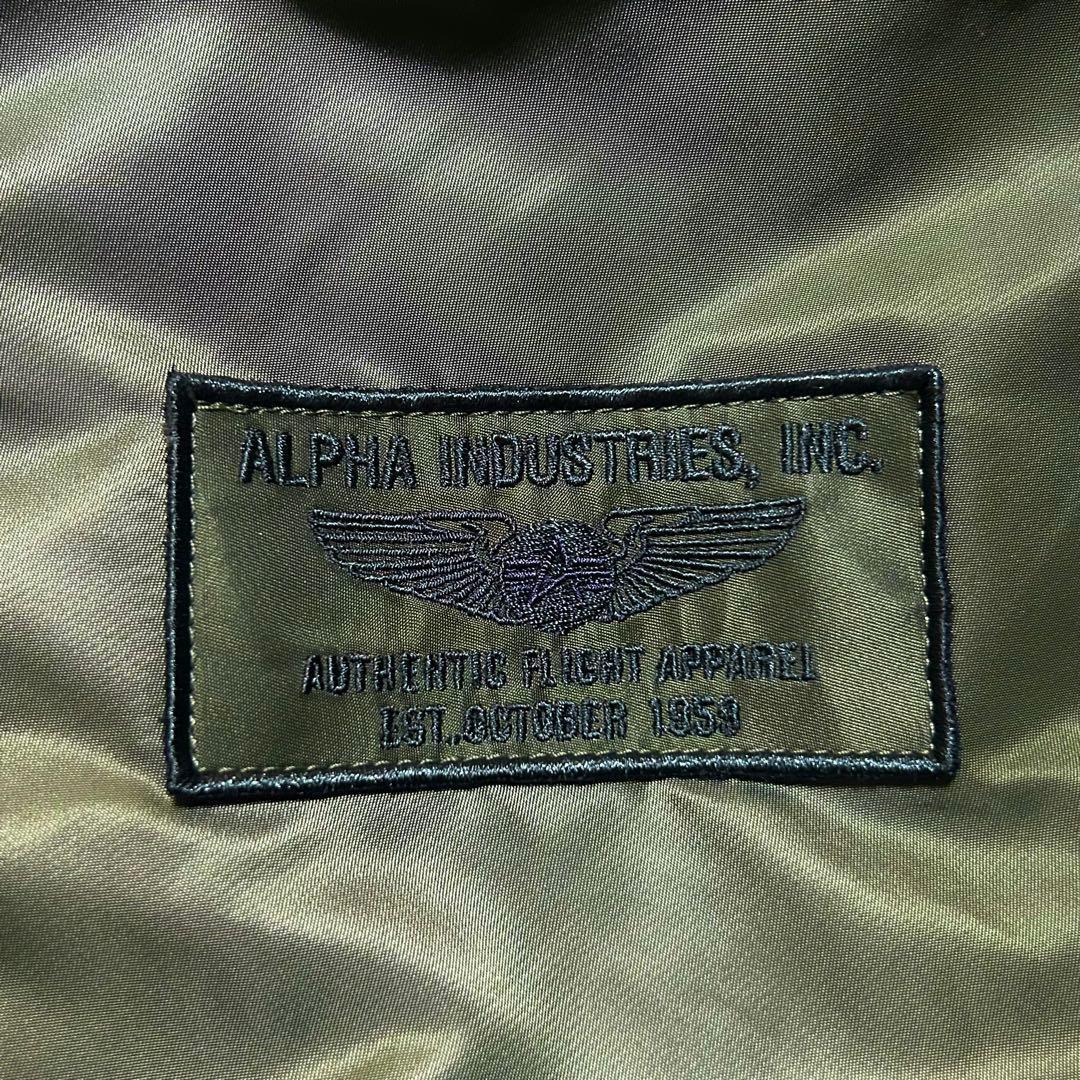 ALPHA INDUSTRIES, INC.
AUTHENTIC FLIGHT APPAREL
EST..OCTOBER 1959